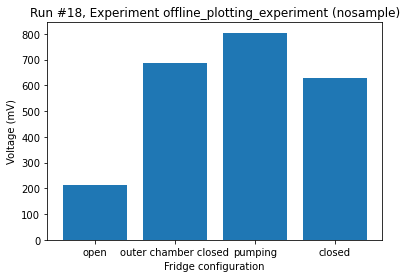 Run #18, Experiment offline_plotting_experiment (nosample)
Voltage (mV)
800
700
600
500
400
300
200
100
0
open
outer chamber closed
pumping
closed
Fridge configuration